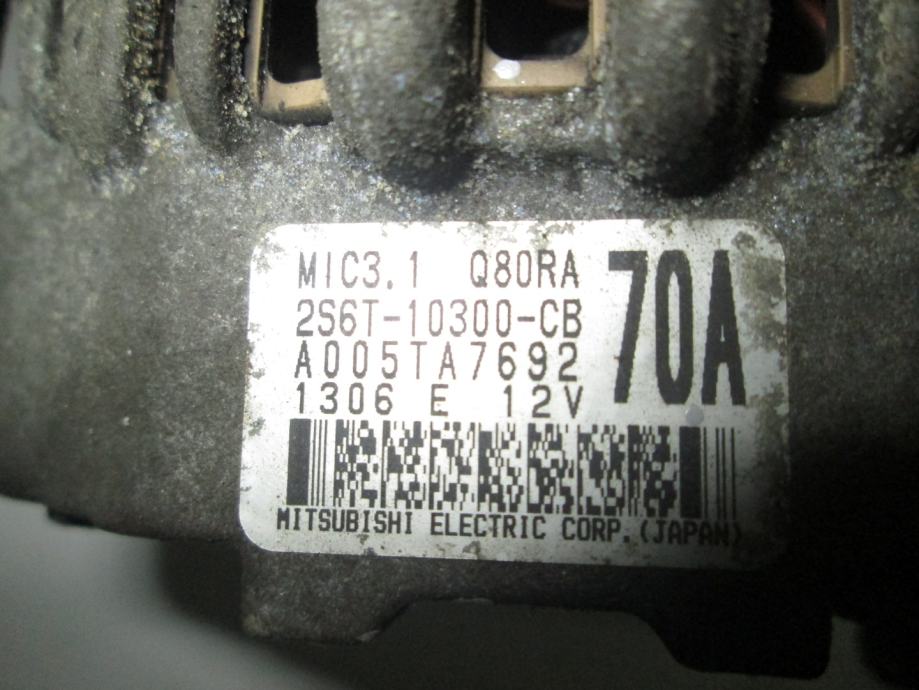 MIC3.1 Q80RA 70A
2S6T-10300-CB
A005TA7692
1306 E 12V
MITSUBISHI ELECTRIC CORP.(JAPAN)